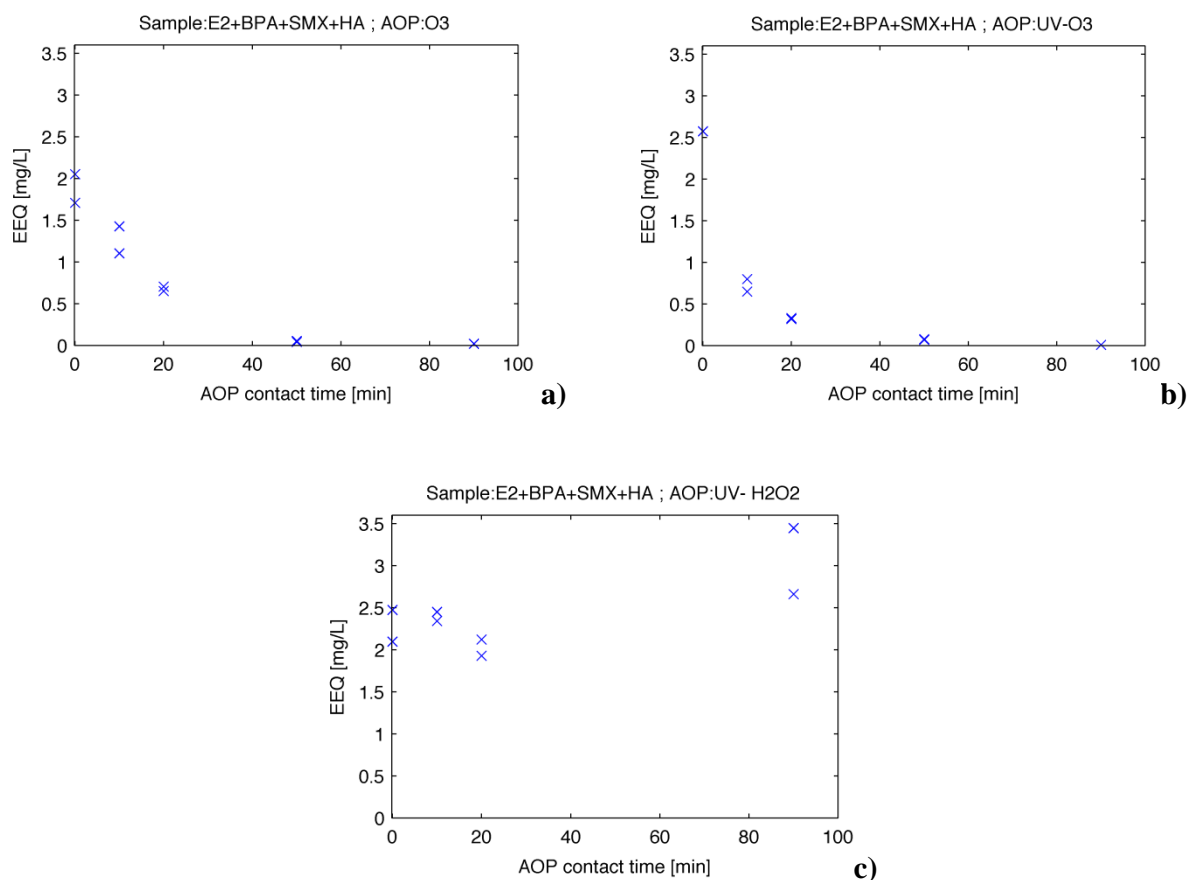 Sample:E2+BPA+SMX+HA ; AOP:O3
3.5
3
2.5
2
1.5
1
0.5
0
EEQ [mg/L]
0 20 40 60 80 100
AOP contact time [min]
a)
Sample:E2+BPA+SMX+HA ; AOP:UV-O3
3.5
3
2.5
2
1.5
1
0.5
0
EEQ [mg/L]
0 20 40 60 80 100
AOP contact time [min]
b)
Sample:E2+BPA+SMX+HA ; AOP:UV- H2O2
3.5
3
2.5
2
1.5
1
0.5
0
EEQ [mg/L]
0 20 40 60 80 100
AOP contact time [min]
c)